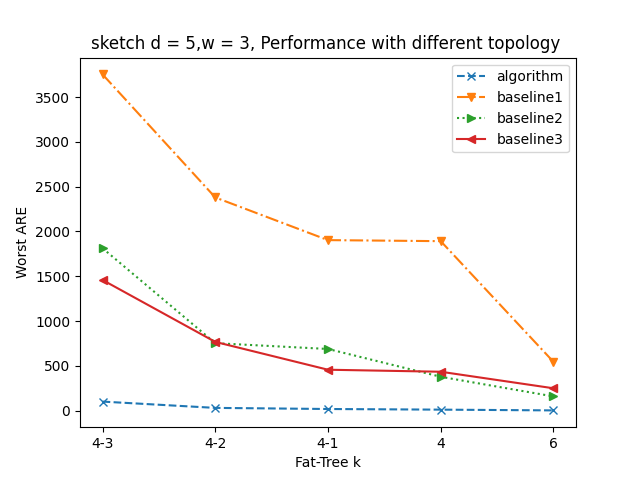 sketch d = 5,w = 3, Performance with different topology
algorithm
baseline1
baseline2
baseline3
Worst ARE
3500
3000
2500
2000
1500
1000
500
0
4-3 4-2 4-1 4 6
Fat-Tree k